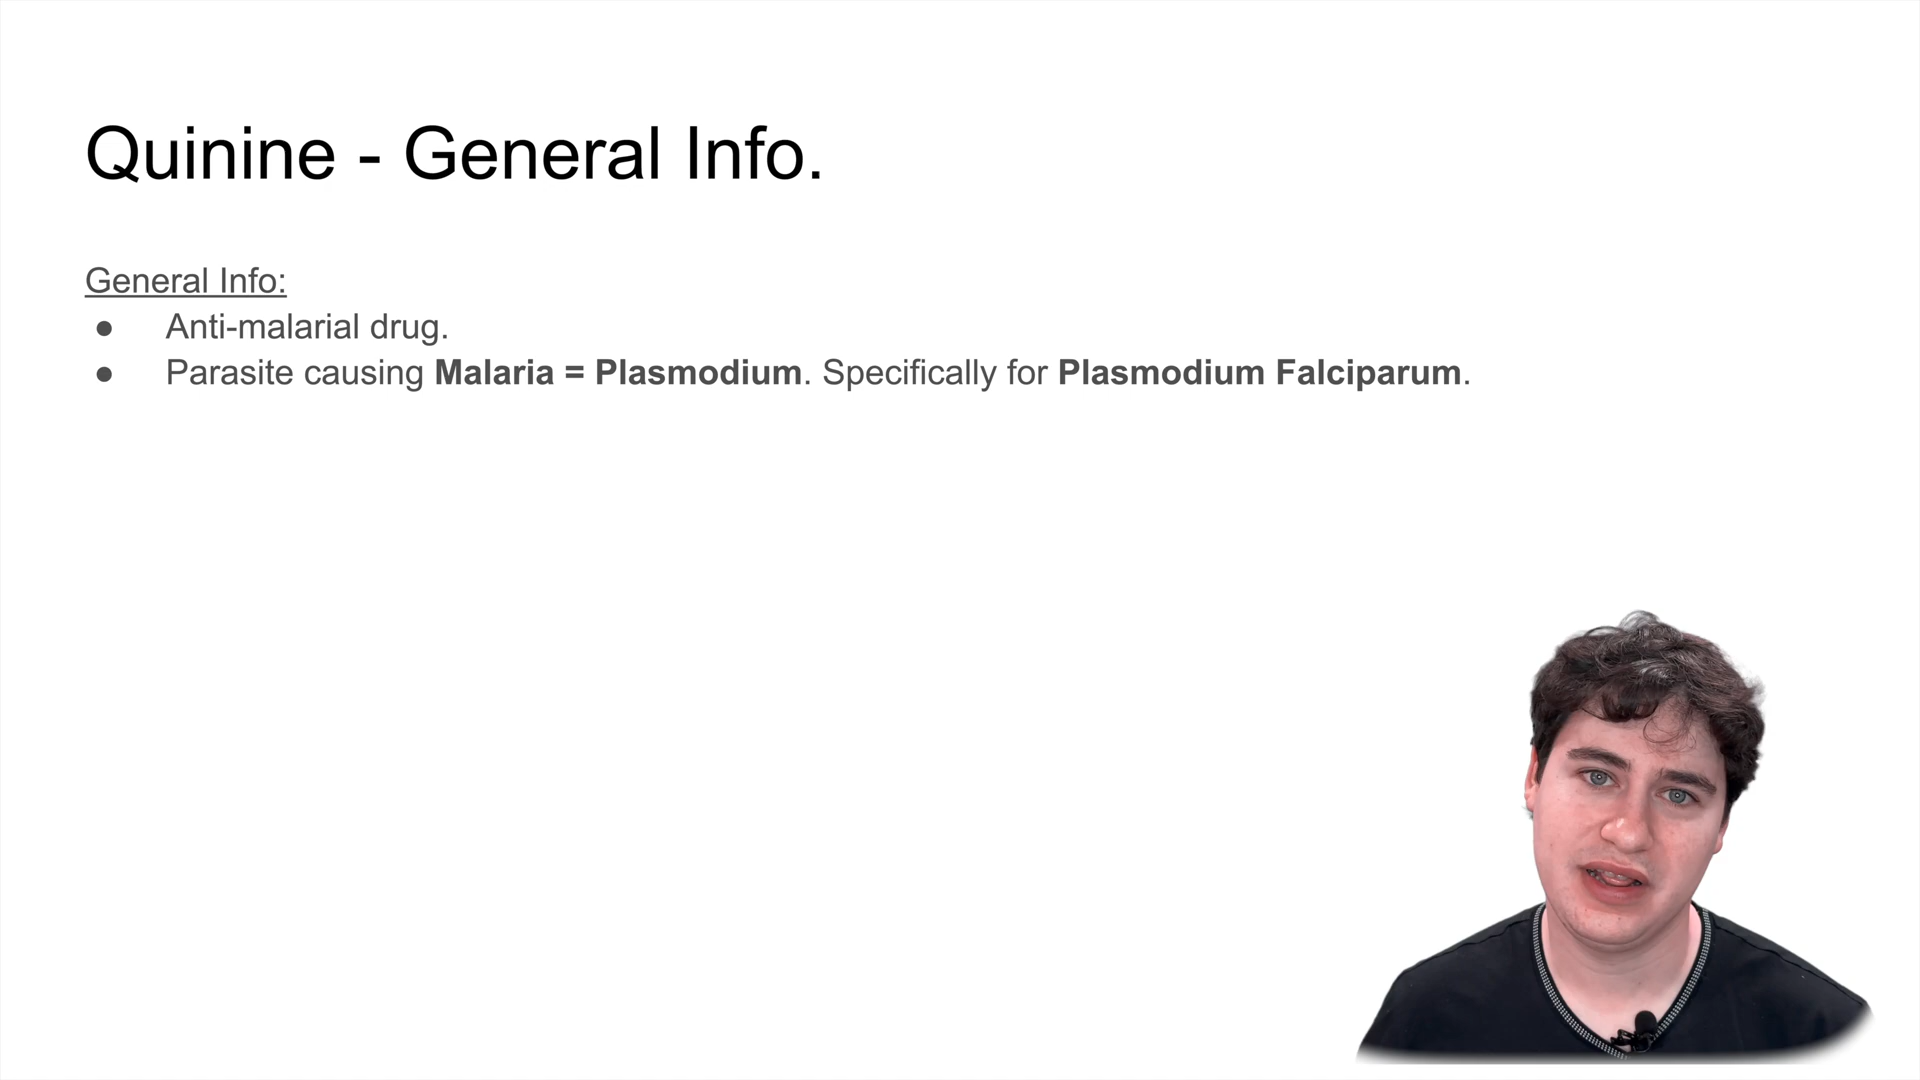 Quinine - General Info.
General Info:
● Anti-malarial drug.
● Parasite causing Malaria = Plasmodium. Specifically for Plasmodium Falciparum.